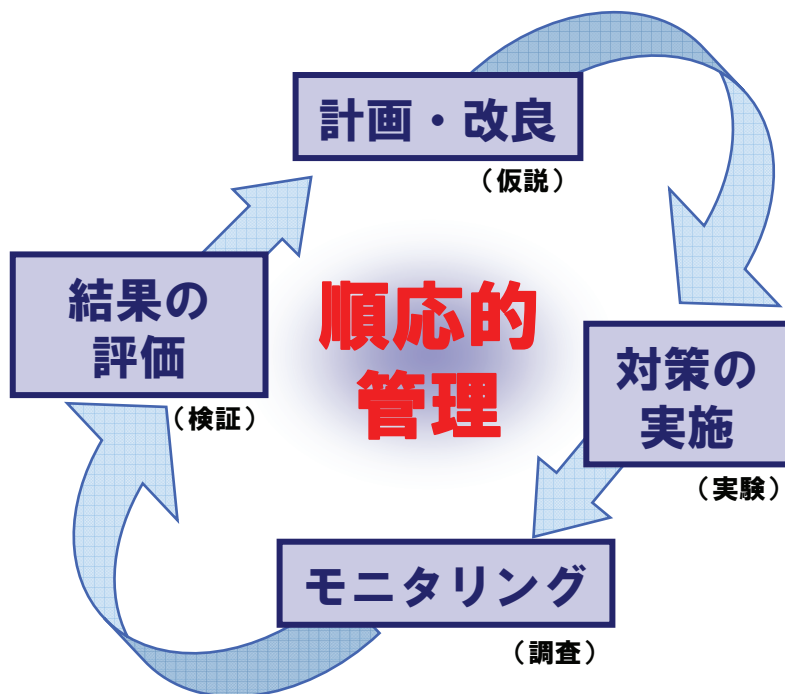 計画・改良
（仮説）
順応的
管理
対策の
実施
（実験）
モニタリング
（調査）
結果の
評価
（検証）